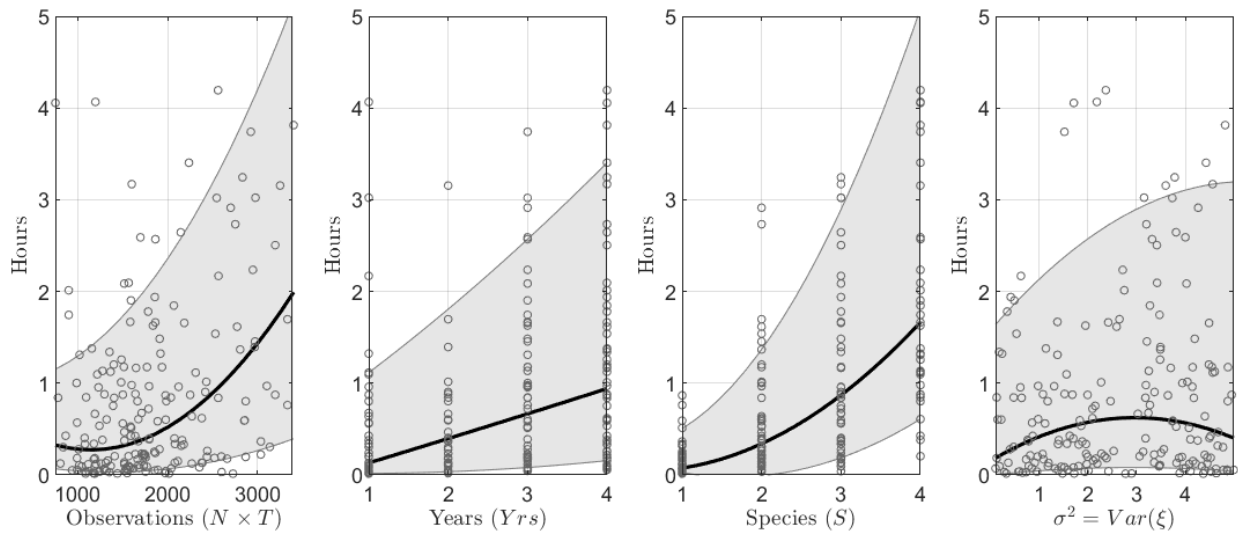 5 5 5 5
4 4 4 4
3 3 3 3
Hours Hours Hours Hours
2 2 2 2
1 1 1 1
0 0 0 0
1000 2000 3000 1 2 3 4 1 2 3 4 1 2 3 4
Observations (N × T) Years (Yrs) Species (S) σ² = Var(ξ)